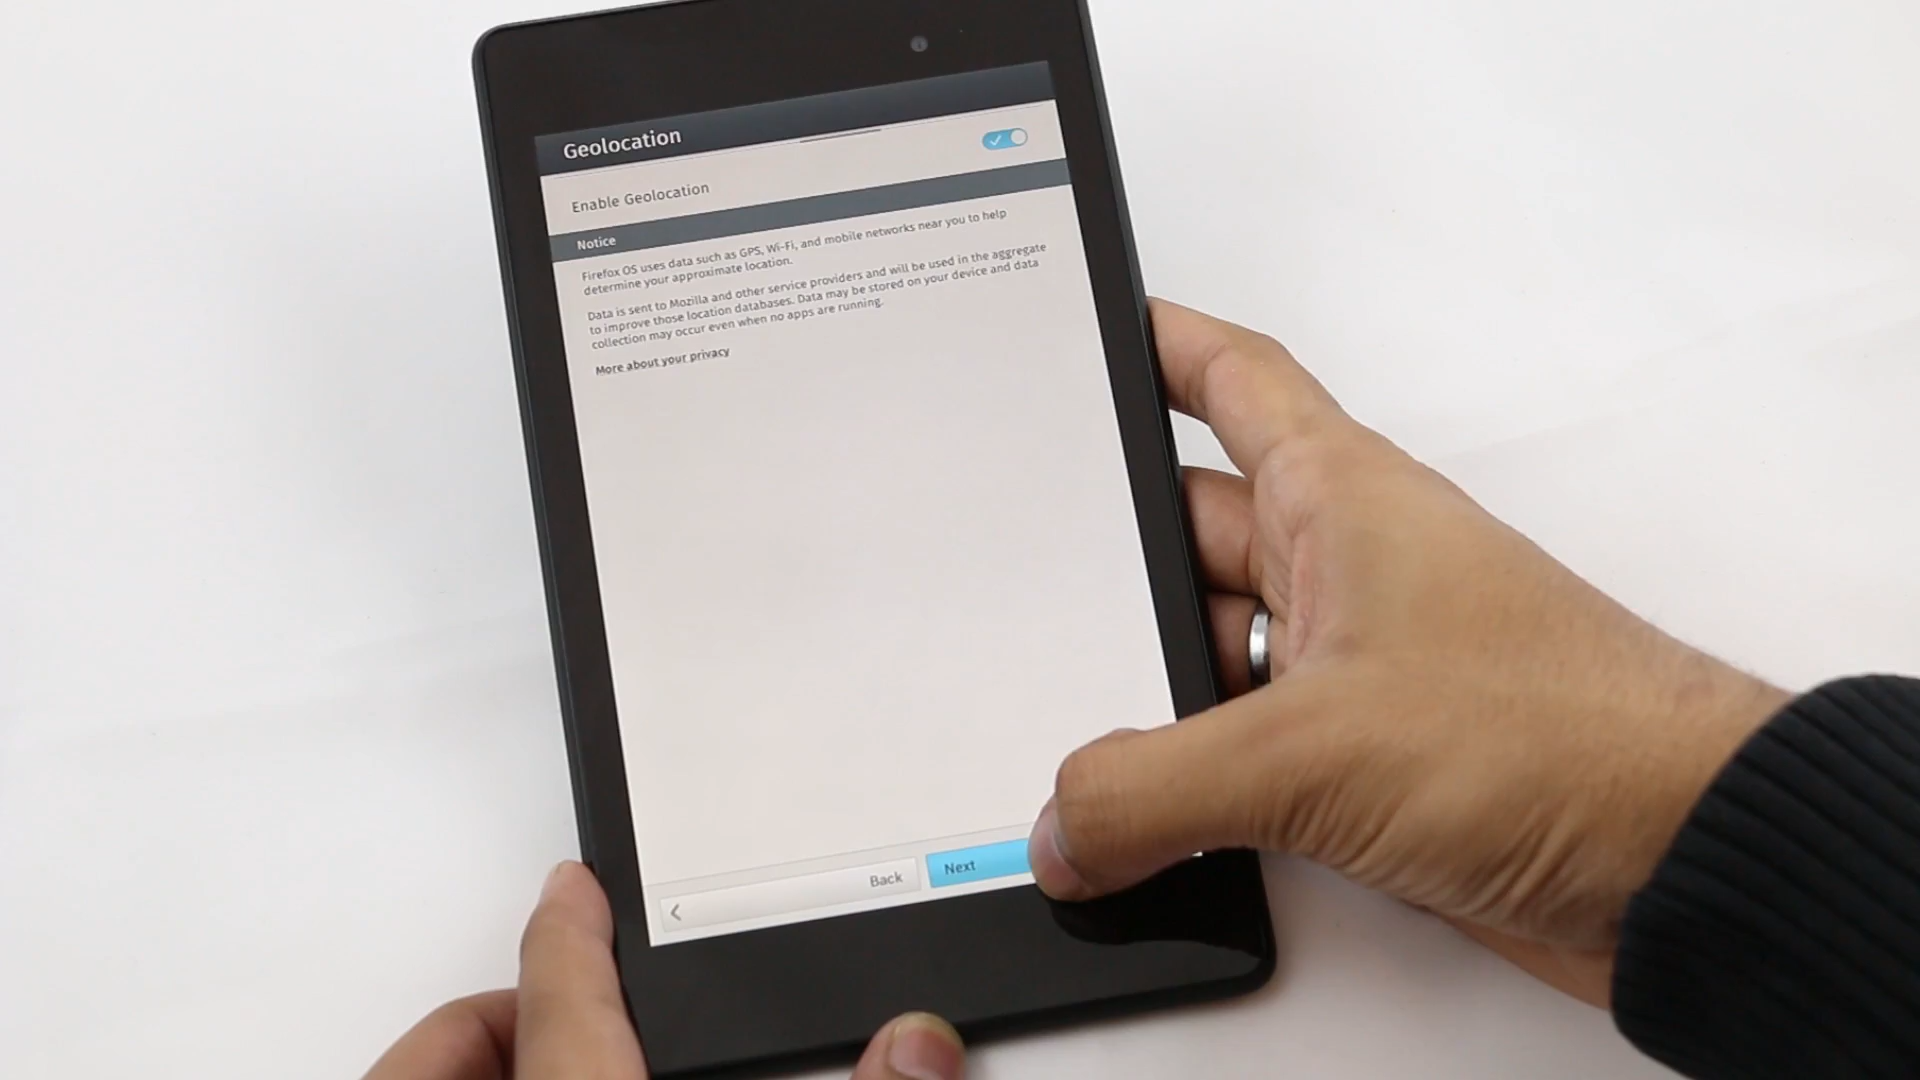 Geolocation
Enable Geolocation
Notice
Firefox OS uses data such as GPS, Wi-Fi, and mobile networks near you to help
determine your approximate location.
Data is sent to Mozilla and other service providers and will be used in the aggregate
to improve those location databases. Data may be stored on your device and data
collection may occur even when no apps are running.
More about your privacy
Back
Next